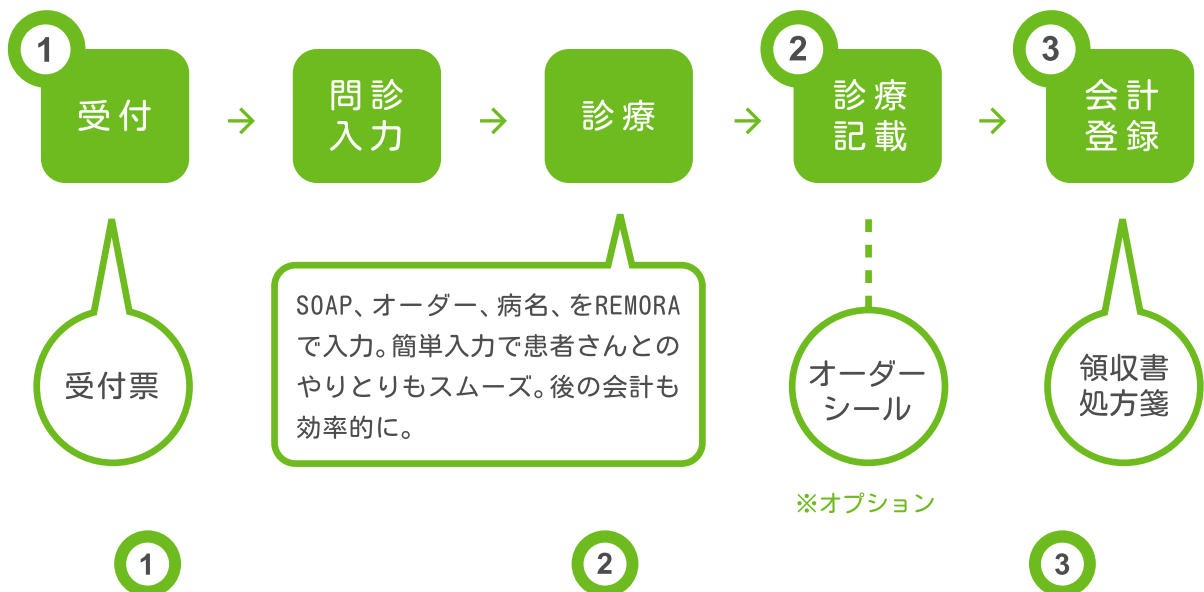 1
受付
→
問診
入力
→
診療
→
2
診療
記載
→
3
会計
登録
受付票
SOAP、オーダー、病名、をREMORA
で入力。簡単入力で患者さんとの
やりとりもスムーズ。後の会計も
効率的に。
オーダー
シール
※オプション
領収書
処方箋
1
2
3